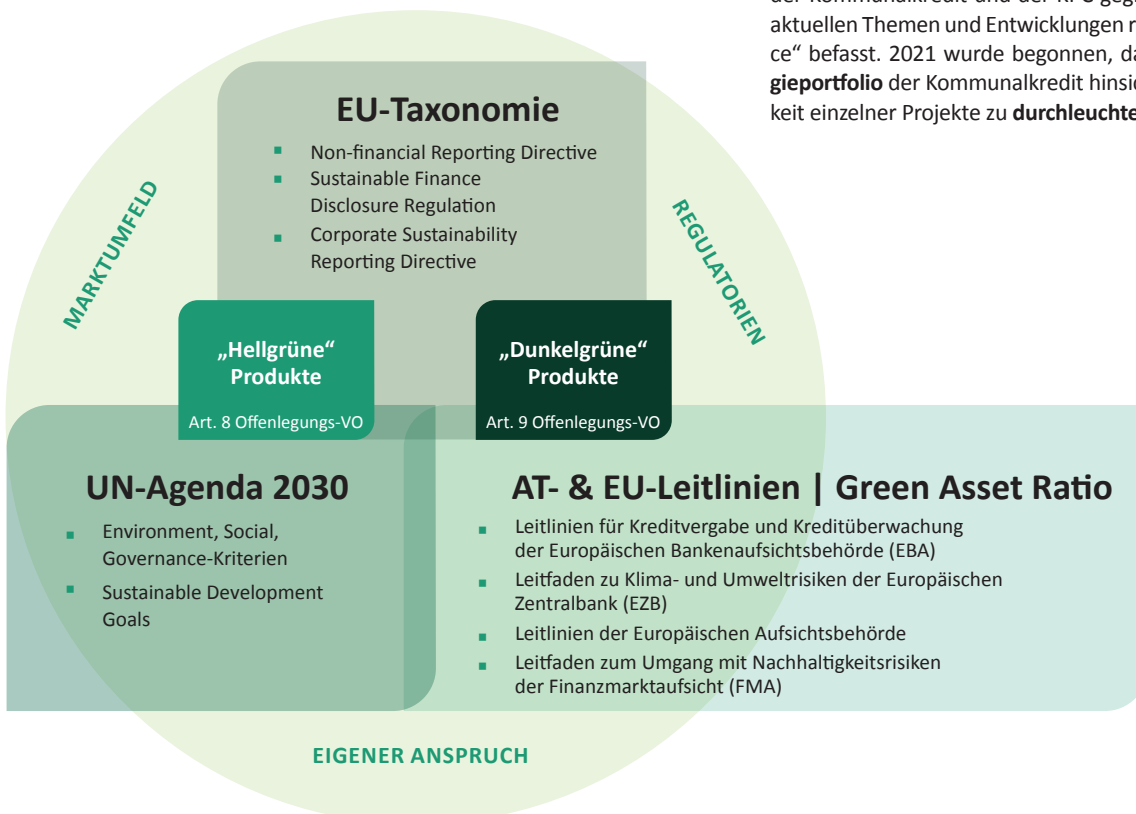 aktuellen Themen und Entwicklungen
ce“ befasst. 2021 wurde begonnen,
gieportfolio der Kommunalkredit
keit einzelner Projekte zu
EU-Taxonomie
Non-financial Reporting Directive
Sustainable Finance
Disclosure Regulation
Corporate Sustainability
Reporting Directive
MARKTUMFELD
REGULATORIEN
„Hellgrüne“
Produkte
Art. 8 Offenlegungs-VO
„Dunkelgrüne“
Produkte
Art. 9 Offenlegungs-VO
UN-Agenda 2030
Environment, Social,
Governance-Kriterien
Sustainable Development
Goals
AT- & EU-Leitlinien | Green Asset Ratio
Leitlinien für Kreditvergabe und Kreditüberwachung
der Europäischen Bankenaufsichtsbehörde (EBA)
Leitfaden zu Klima- und Umweltrisiken der Europäischen
Zentralbank (EZB)
Leitlinien der Europäischen Aufsichtsbehörde
Leitfaden zum Umgang mit Nachhaltigkeitsrisiken
der Finanzmarktaufsicht (FMA)
EIGENER ANSPRUCH